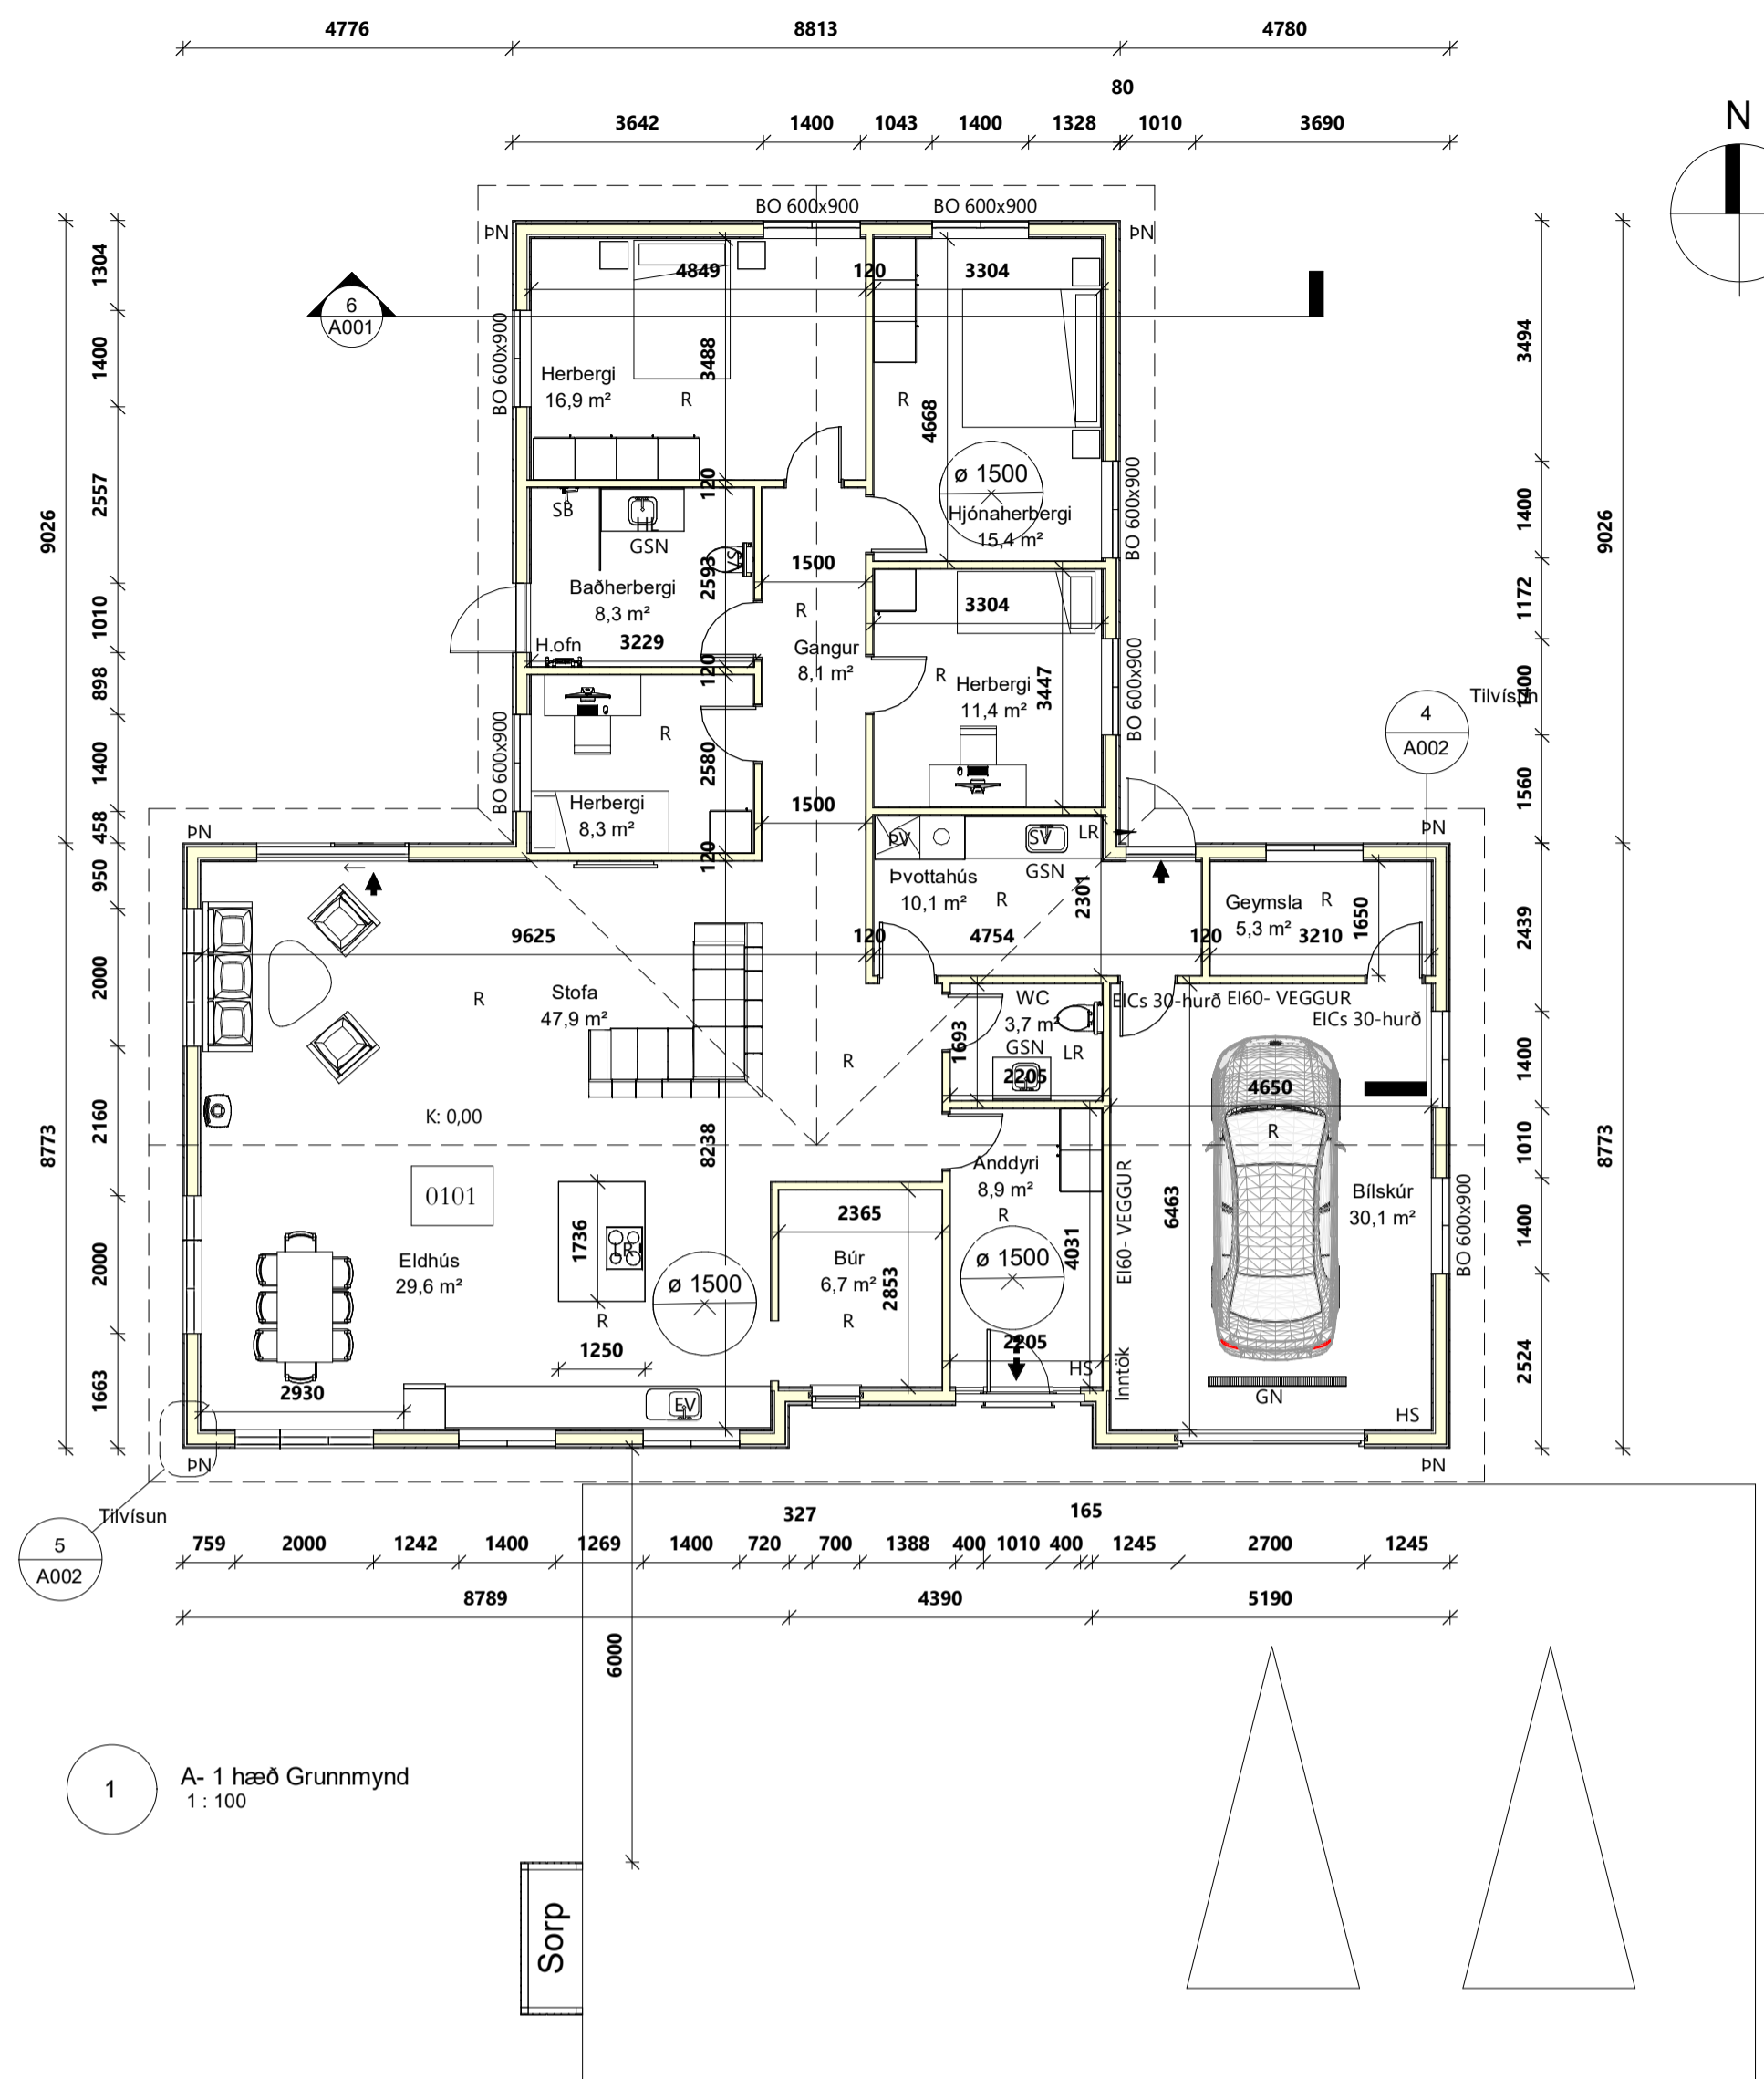 4776 8813 4780
80
3642 1400 1043 1400 1328 1010 3690
N
BO 600x900 BO 600x900
ÞN ÞN
1304
1400
2557
1010
898
1400
458
950
2000
2160
2000
1663
9026
8773
3494
1400
1172
1400
1560
2439
1400
1010
1400
2524
9026
8773
6
A001
4849 120 3304
BO 600x900
3488
Herbergi
16,9 m²
R
R
4668
ø 1500
Hjónaherbergi
15,4 m²
BO 600x900
120
SB
GSN
Baðherbergi
8,3 m²
2593
1500
R
H.ofn
3229
120
Gangur
8,1 m²
3304
R
Herbergi
11,4 m²
3447
BO 600x900
4
A002
Tilvísun
BO 600x900
R
2580
Herbergi
8,3 m²
1500
120
ÞN
ÞN
ÞV
SV
LR
GSN
Þvottahús
10,1 m²
R
2301
Geymsla
5,3 m²
R
1650
9625 120 4754 120 3210
Stofa
47,9 m²
R
R
K: 0,00
WC
3,7 m²
GSN
LR
1693
2205
EICs 30-hurð
EI60- VEGGUR
EICs 30-hurð
4650
R
8238
0101
1736
LR
Eldhús
29,6 m²
ø 1500
R
1250
2930
EV
2365
Búr
6,7 m²
2853
R
Anddyri
8,9 m²
R
ø 1500
4031
2205
HS
EI60- VEGGUR
Inntök
6463
Bílskúr
30,1 m²
BO 600x900
GN
HS
ÞN
ÞN
Tilvísun
5
A002
327 165
759 2000 1242 1400 1269 1400 720 700 1388 400 1010 400 1245 2700 1245
8789 4390 5190
6000
1
A- 1 hæð Grunnmynd
1 : 100
Sorp